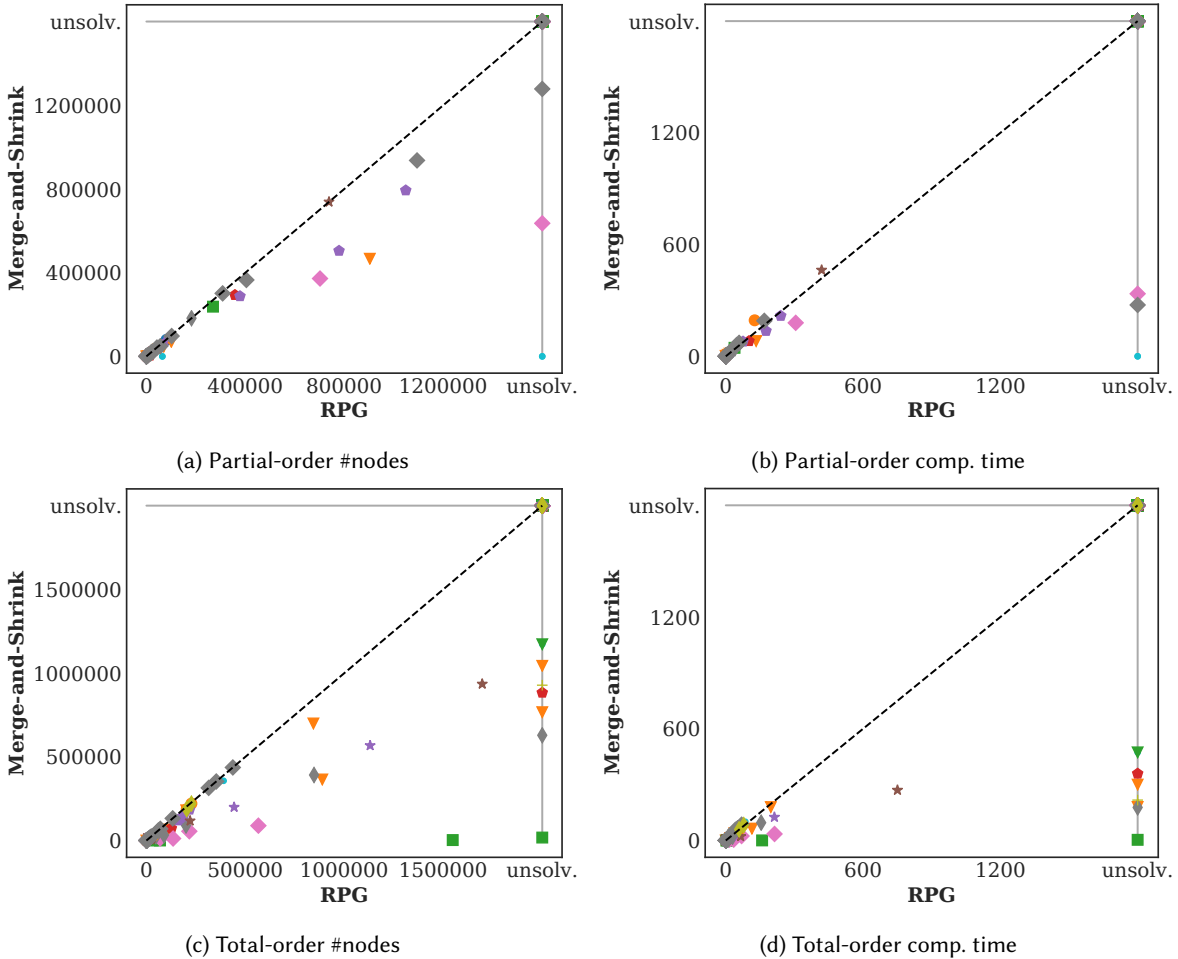 unsolv.
1200000
800000
400000
0
Merge-and-Shrink
0 400000 800000 1200000 unsolv.
RPG
(a) Partial-order #nodes
unsolv.
1200
600
0
Merge-and-Shrink
0 600 1200 unsolv.
RPG
(b) Partial-order comp. time
unsolv.
1500000
1000000
500000
0
Merge-and-Shrink
0 500000 1000000 1500000 unsolv.
RPG
(c) Total-order #nodes
unsolv.
1200
600
0
Merge-and-Shrink
0 600 1200 unsolv.
RPG
(d) Total-order comp. time